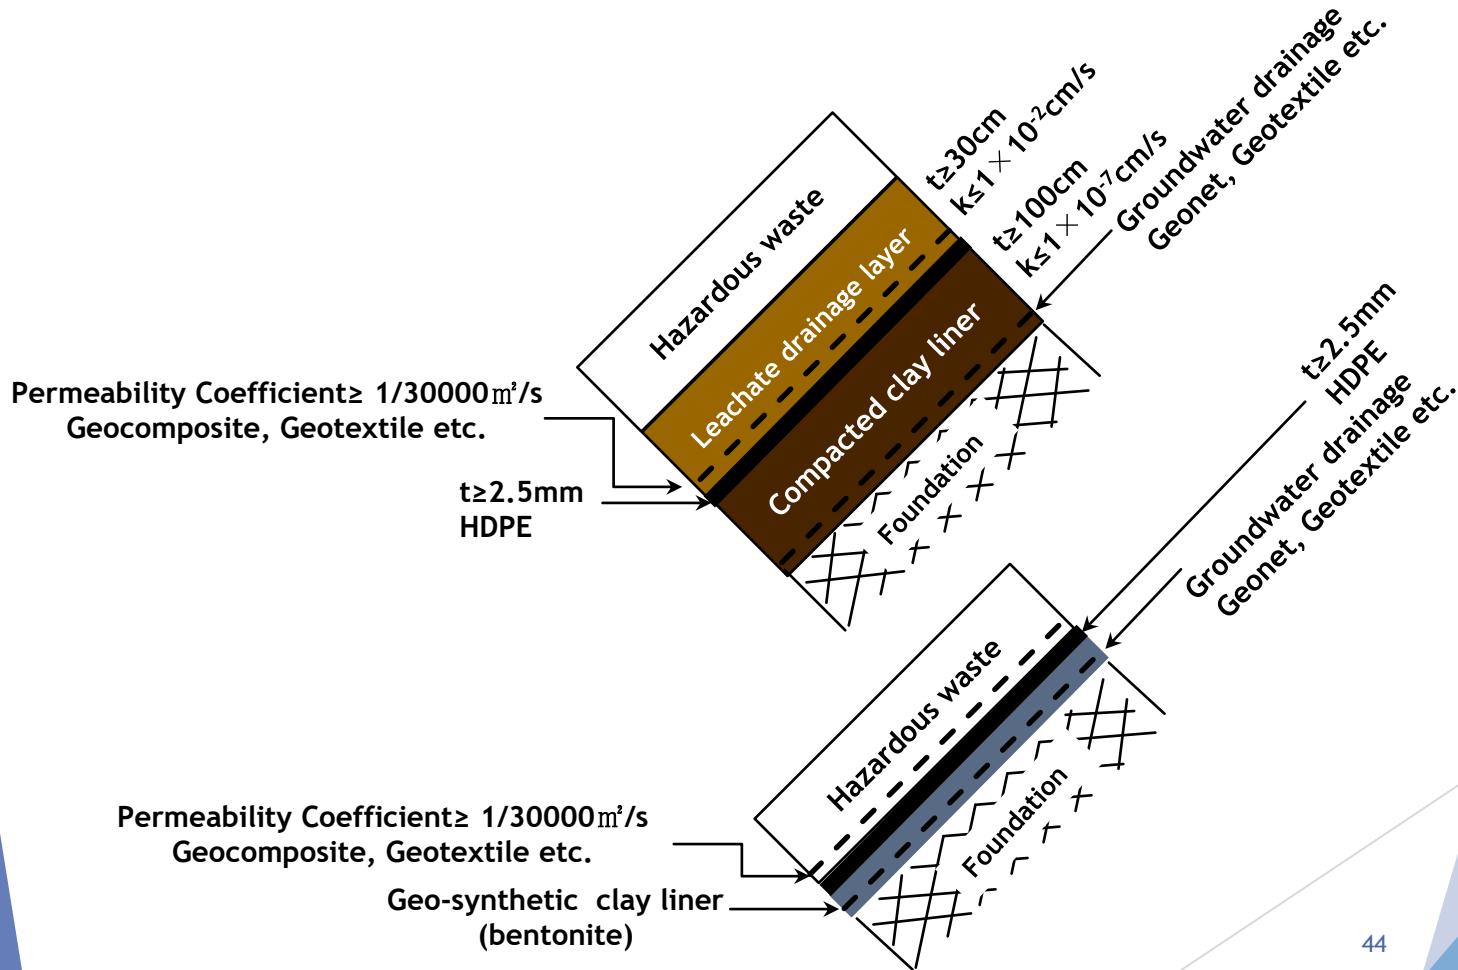 Groundwater drainage
Geonet, Geotextile etc.
t≥30cm
k≤1×10⁻²cm/s
t≥100cm
k≤1×10⁻⁷cm/s
Hazardous waste
Leachate drainage layer
Compacted clay liner
Foundation
Permeability Coefficient≥ 1/30000㎡/s
Geocomposite, Geotextile etc.
t≥2.5mm
HDPE
t≥2.5mm
HDPE
Groundwater drainage
Geonet, Geotextile etc.
Hazardous waste
Foundation
Permeability Coefficient≥ 1/30000㎡/s
Geocomposite, Geotextile etc.
Geo-synthetic clay liner
(bentonite)
44